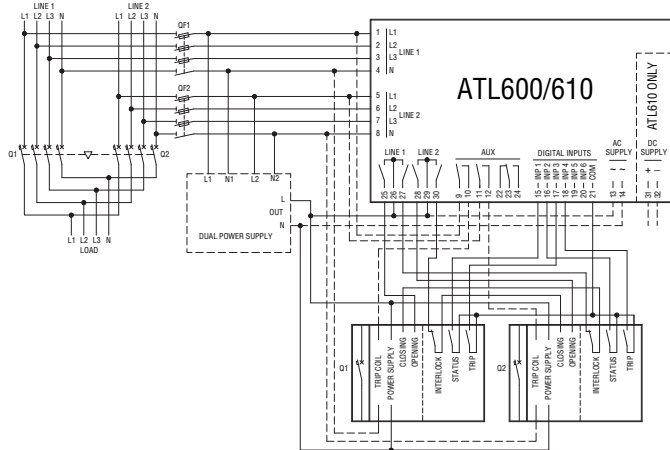 LINE 1 LINE 2
L1 L2 L3 N L1 L2 L3 N
QF1
1 L1
2 L2
3 L3
4 N
LINE 1
QF2
5 L1
6 L2
7 L3
8 N
LINE 2
ATL600/610
ATL610 ONLY
Q1 Q2
L1 L2 L3 N
LOAD
L1 N1 L2 N2
L
OUT
N
DUAL POWER SUPPLY
LINE 1 LINE 2 AUX DIGITAL INPUTS
AC SUPPLY
DC SUPPLY
INP 1
INP 2
INP 3
INP 4
INP 5
INP 6
COM
~ ~ + –
25 26 27 28 29 30 9 10 11 12 22 23 24 15 16 17 18 19 20 21 13 14 31 32
Q1
TRIP COIL
POWER SUPPLY
CLOSING
OPENING
INTERLOCK
STATUS
TRIP
Q2
TRIP COIL
POWER SUPPLY
CLOSING
OPENING
INTERLOCK
STATUS
TRIP